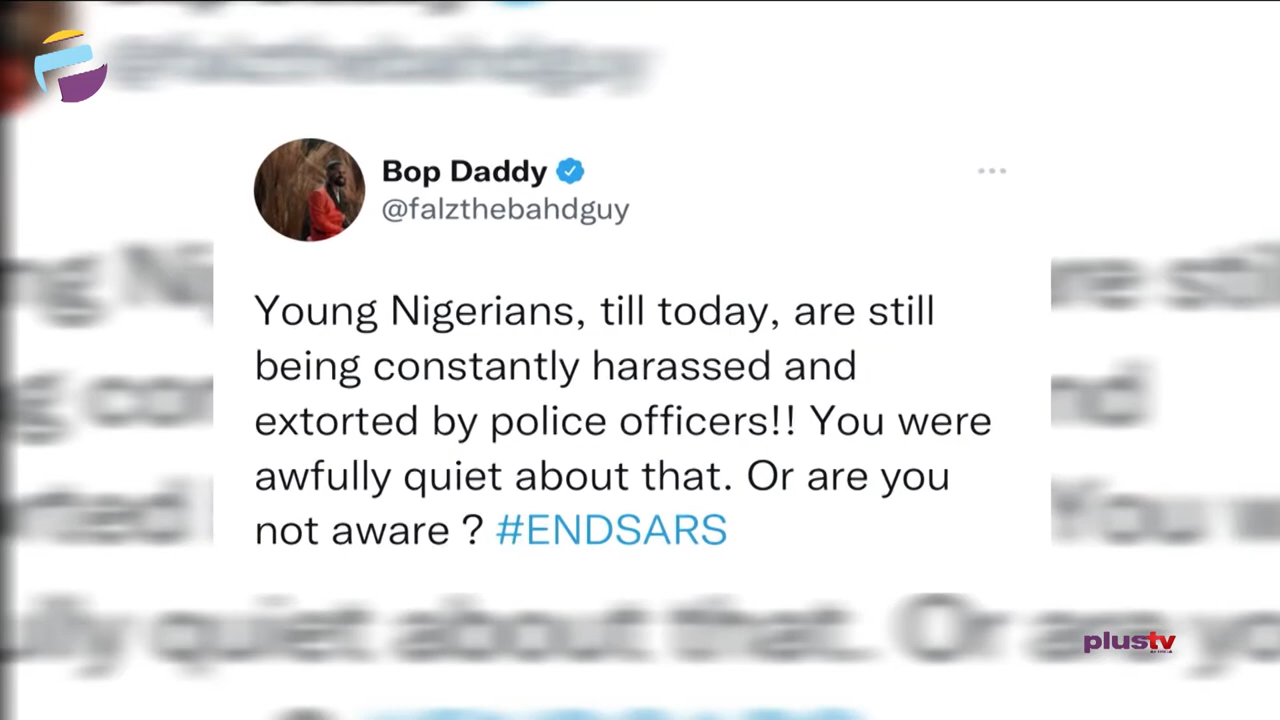 @falzthebahdguy
Bop Daddy
@falzthebahdguy
Young Nigerians, till today, are still
being constantly harassed and
extorted by police officers!! You were
awfully quiet about that. Or are you
not aware ? #ENDSARS
plustv